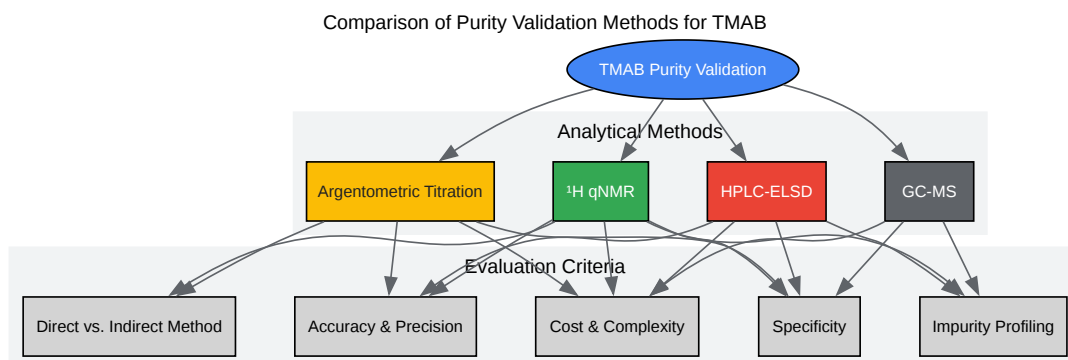 Comparison of Purity Validation Methods for TMAB
TMAB Purity Validation
Analytical Methods
Argentometric Titration
¹H qNMR
HPLC-ELSD
GC-MS
Evaluation Criteria
Direct vs. Indirect Method
Accuracy & Precision
Cost & Complexity
Specificity
Impurity Profiling